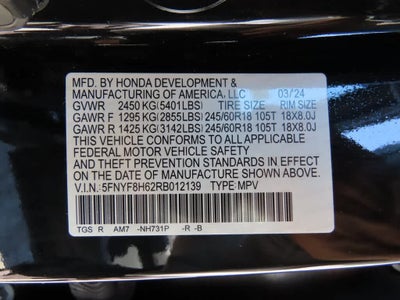 MFD. BY HONDA DEVELOPMENT &
MANUFACTURING OF AMERICA, LLC 03/24
GVWR 2450 KG(5401LBS) TIRE SIZE RIM SIZE
GAWR F 1295 KG(2855LBS) 245/60R18 105T 18X8.0J
GAWR R 1425 KG(3142LBS) 245/60R18 105T 18X8.0J
THIS VEHICLE CONFORMS TO ALL APPLICABLE
FEDERAL MOTOR VEHICLE SAFETY
AND THEFT PREVENTION STANDARDS IN EFFECT
ON THE DATE OF MANUFACTURE SHOWN ABOVE.
V.I.N.: 5FNYF8H62RB012139 TYPE: MPV
TGS R AM7 -NH731P -R -B